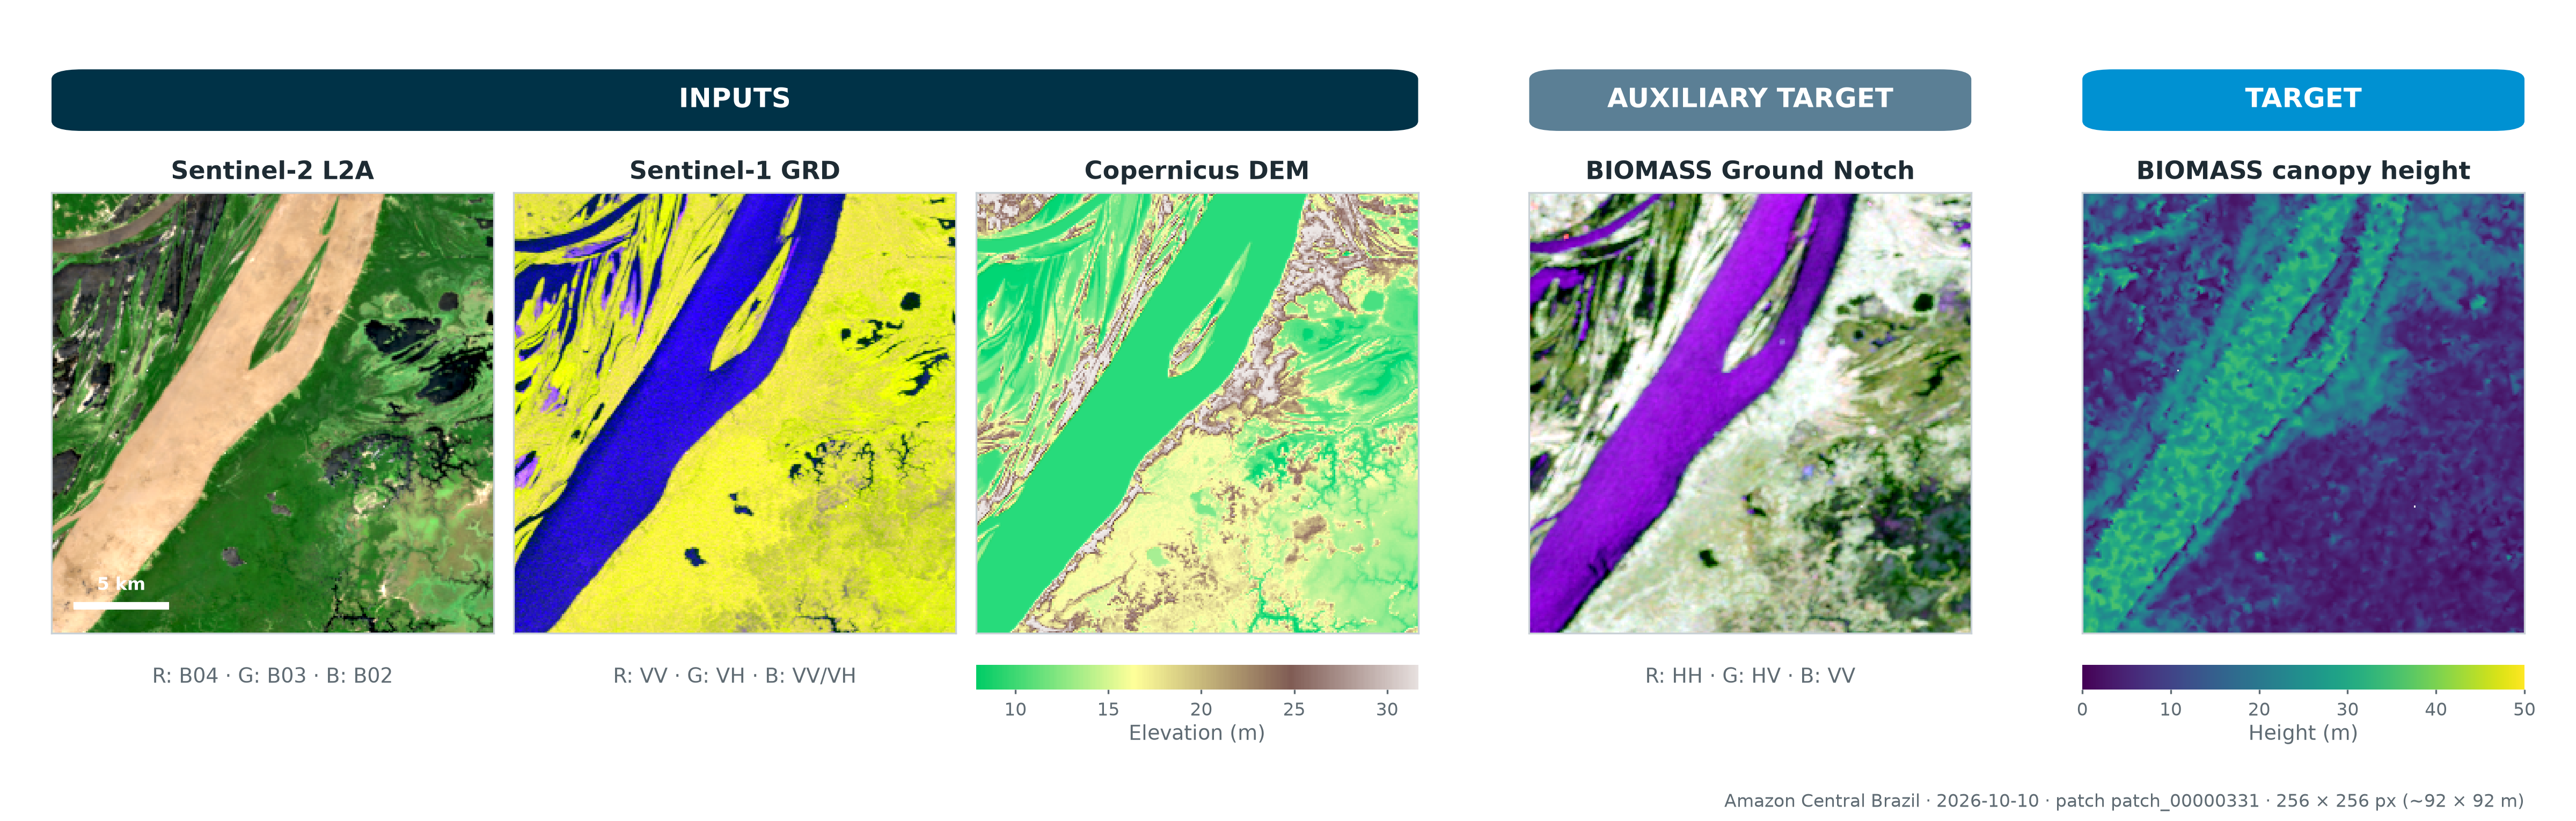 INPUTS
AUXILIARY TARGET
TARGET
Sentinel-2 L2A
Sentinel-1 GRD
Copernicus DEM
BIOMASS Ground Notch
BIOMASS canopy height
5 km
R: B04 · G: B03 · B: B02
R: VV · G: VH · B: VV/VH
10 15 20 25 30
Elevation (m)
R: HH · G: HV · B: VV
0 10 20 30 40 50
Height (m)
Amazon Central Brazil · 2026-10-10 · patch patch_00000331 · 256 × 256 px (~92 × 92 m)